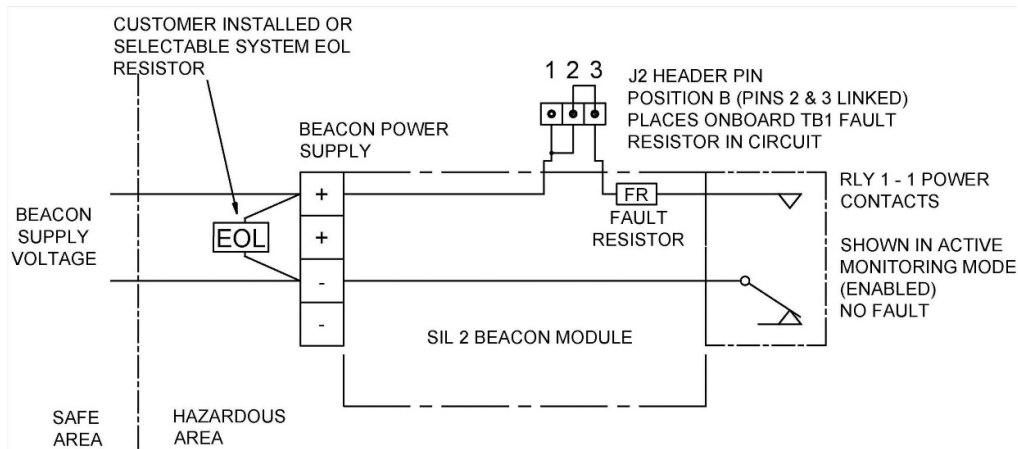 CUSTOMER INSTALLED OR
SELECTABLE SYSTEM EOL
RESISTOR
1 2 3
J2 HEADER PIN
POSITION B (PINS 2 & 3 LINKED)
PLACES ONBOARD TB1 FAULT
RESISTOR IN CIRCUIT
BEACON POWER
SUPPLY
+
+
-
-
BEACON
SUPPLY
VOLTAGE
EOL
FR
FAULT
RESISTOR
RLY 1 - 1 POWER
CONTACTS
SHOWN IN ACTIVE
MONITORING MODE
(ENABLED)
NO FAULT
SIL 2 BEACON MODULE
SAFE
AREA
HAZARDOUS
AREA